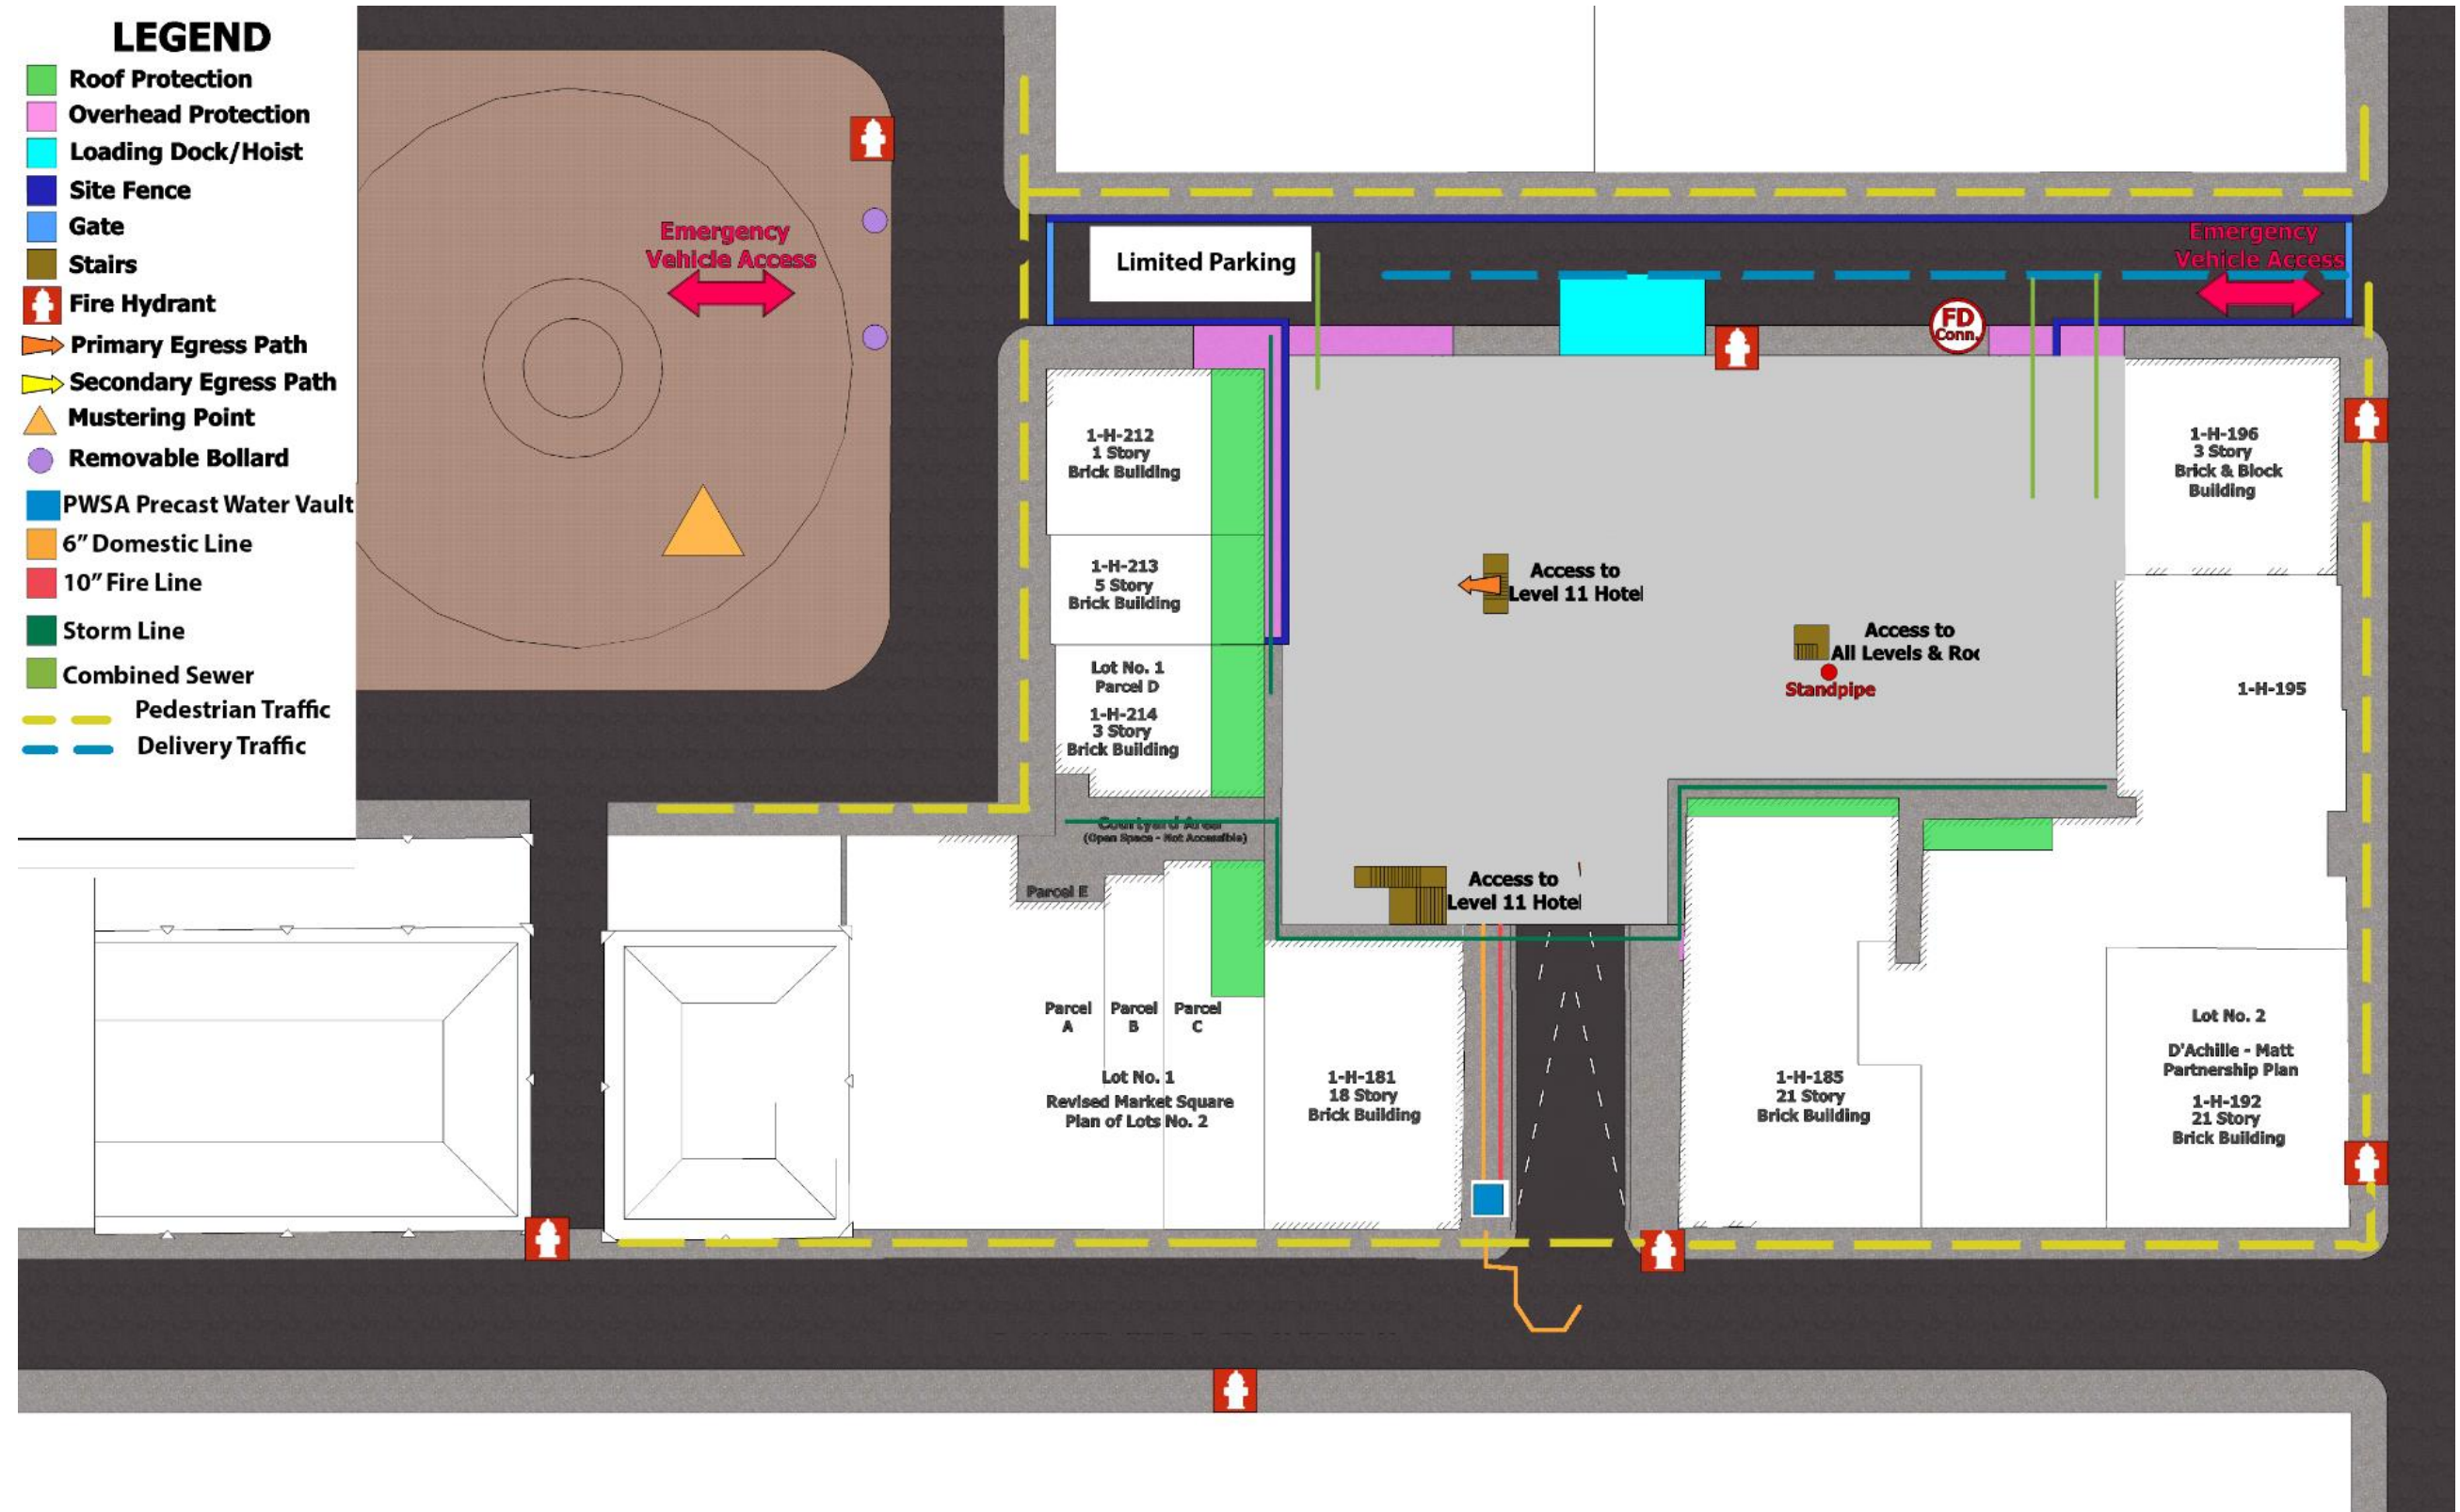 LEGEND
Roof Protection
Overhead Protection
Loading Dock/Hoist
Site Fence
Gate
Stairs
Fire Hydrant
Primary Egress Path
Secondary Egress Path
Mustering Point
Removable Bollard
PWSA Precast Water Vault
6" Domestic Line
10" Fire Line
Storm Line
Combined Sewer
Pedestrian Traffic
Delivery Traffic
Emergency
Vehicle Access
Limited Parking
Emergency
Vehicle Access
FD
Conn.
1-H-212
1 Story
Brick Building
1-H-213
5 Story
Brick Building
Lot No. 1
Parcel D
1-H-214
3 Story
Brick Building
Courtyard Area
(Open Space - Not Accessible)
Parcel E
Access to
Level 11 Hotel
Access to
All Levels & Roo
Standpipe
Access to
Level 11 Hotel
1-H-196
3 Story
Brick & Block
Building
1-H-195
Parcel
A
Parcel
B
Parcel
C
Lot No. 1
Revised Market Square
Plan of Lots No. 2
1-H-181
18 Story
Brick Building
1-H-185
21 Story
Brick Building
Lot No. 2
D'Achille - Matt
Partnership Plan
1-H-192
21 Story
Brick Building